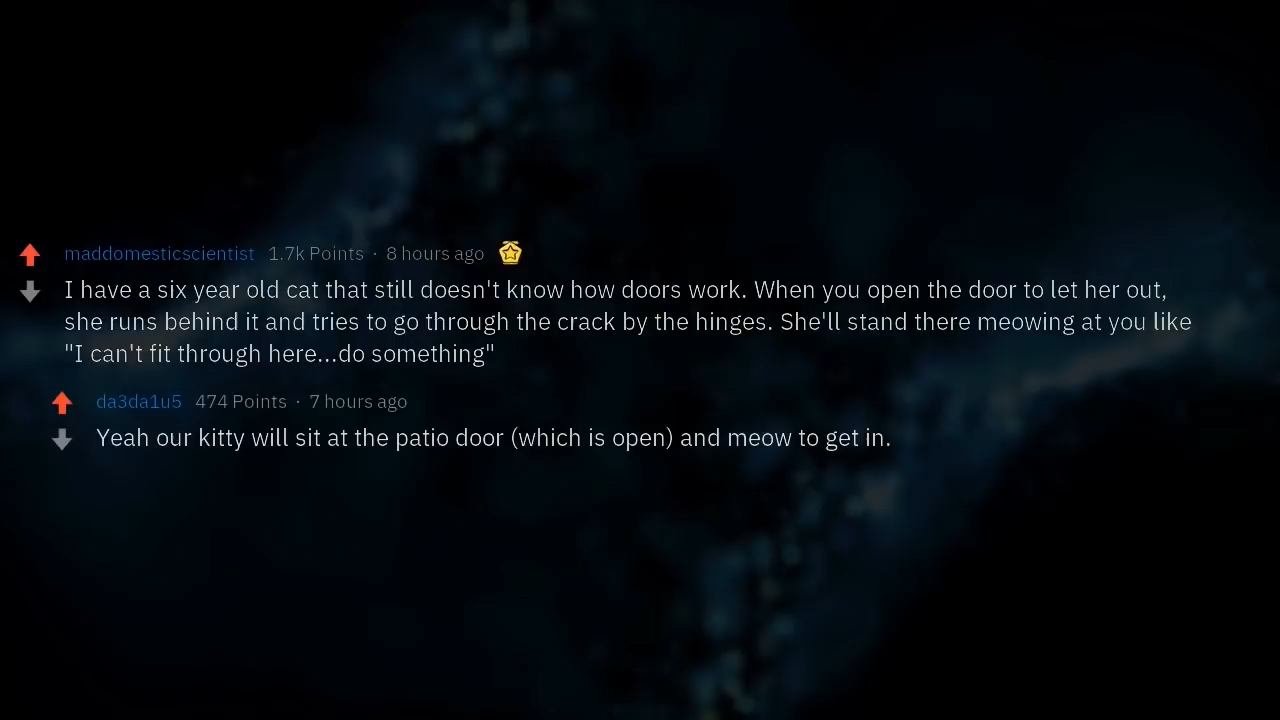 maddomesticscientist 1.7k Points · 8 hours ago
I have a six year old cat that still doesn't know how doors work. When you open the door to let her out,
she runs behind it and tries to go through the crack by the hinges. She'll stand there meowing at you like
"I can't fit through here...do something"
da3da1u5 474 Points · 7 hours ago
Yeah our kitty will sit at the patio door (which is open) and meow to get in.